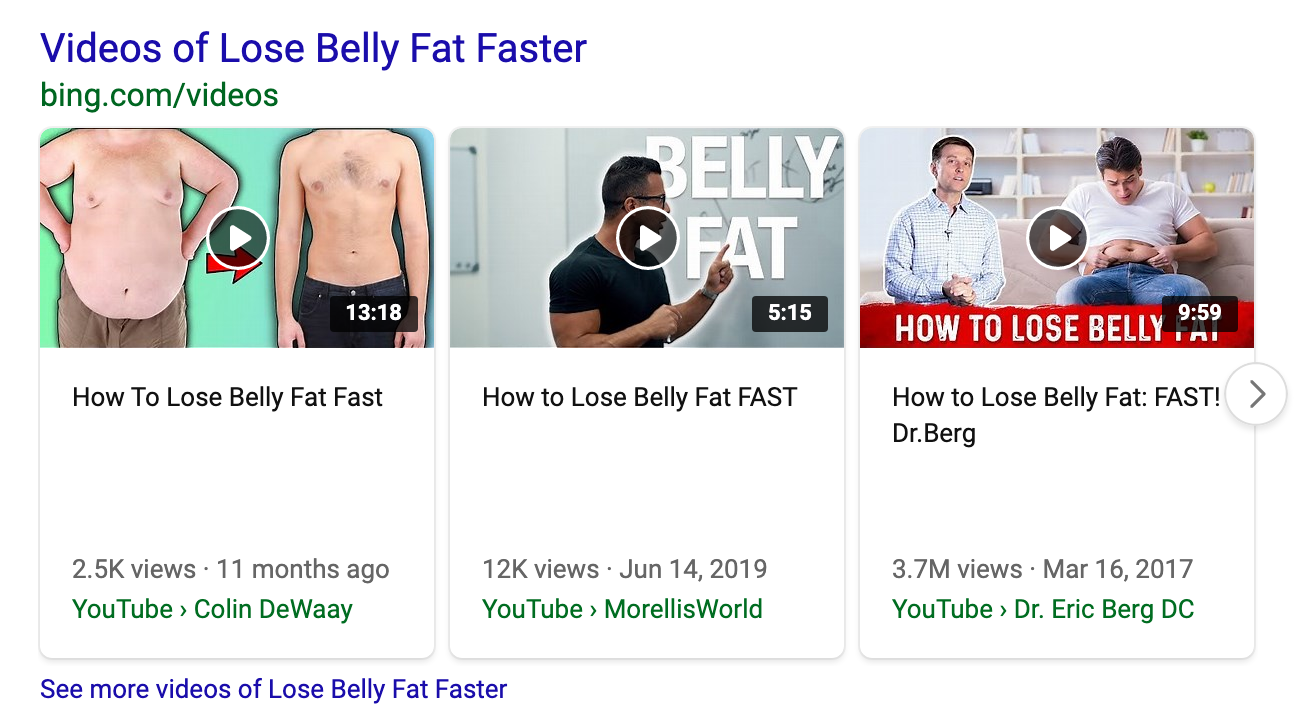 Videos of Lose Belly Fat Faster
bing.com/videos
13:18
BELLY
FAT
5:15
HOW TO LOSE BELLY FAT
9:59
How To Lose Belly Fat Fast
2.5K views · 11 months ago
YouTube › Colin DeWaay
How to Lose Belly Fat FAST
12K views · Jun 14, 2019
YouTube › MorellisWorld
How to Lose Belly Fat: FAST!
Dr.Berg
3.7M views · Mar 16, 2017
YouTube › Dr. Eric Berg DC
See more videos of Lose Belly Fat Faster